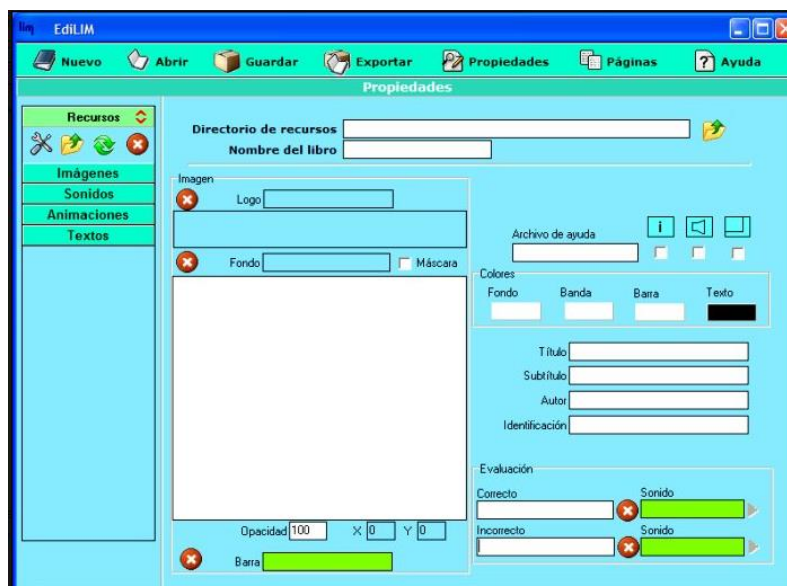 lim EdiLIM
Nuevo Abrir Guardar Exportar Propiedades Páginas Ayuda
Propiedades
Recursos
Imágenes
Sonidos
Animaciones
Textos
Directorio de recursos
Nombre del libro
Imagen
Logo
Fondo Máscara
Opacidad 100 X 0 Y 0
Barra
Archivo de ayuda i
Colores
Fondo Banda Barra Texto
Título
Subtítulo
Autor
Identificación
Evaluación
Correcto Sonido
Incorrecto Sonido